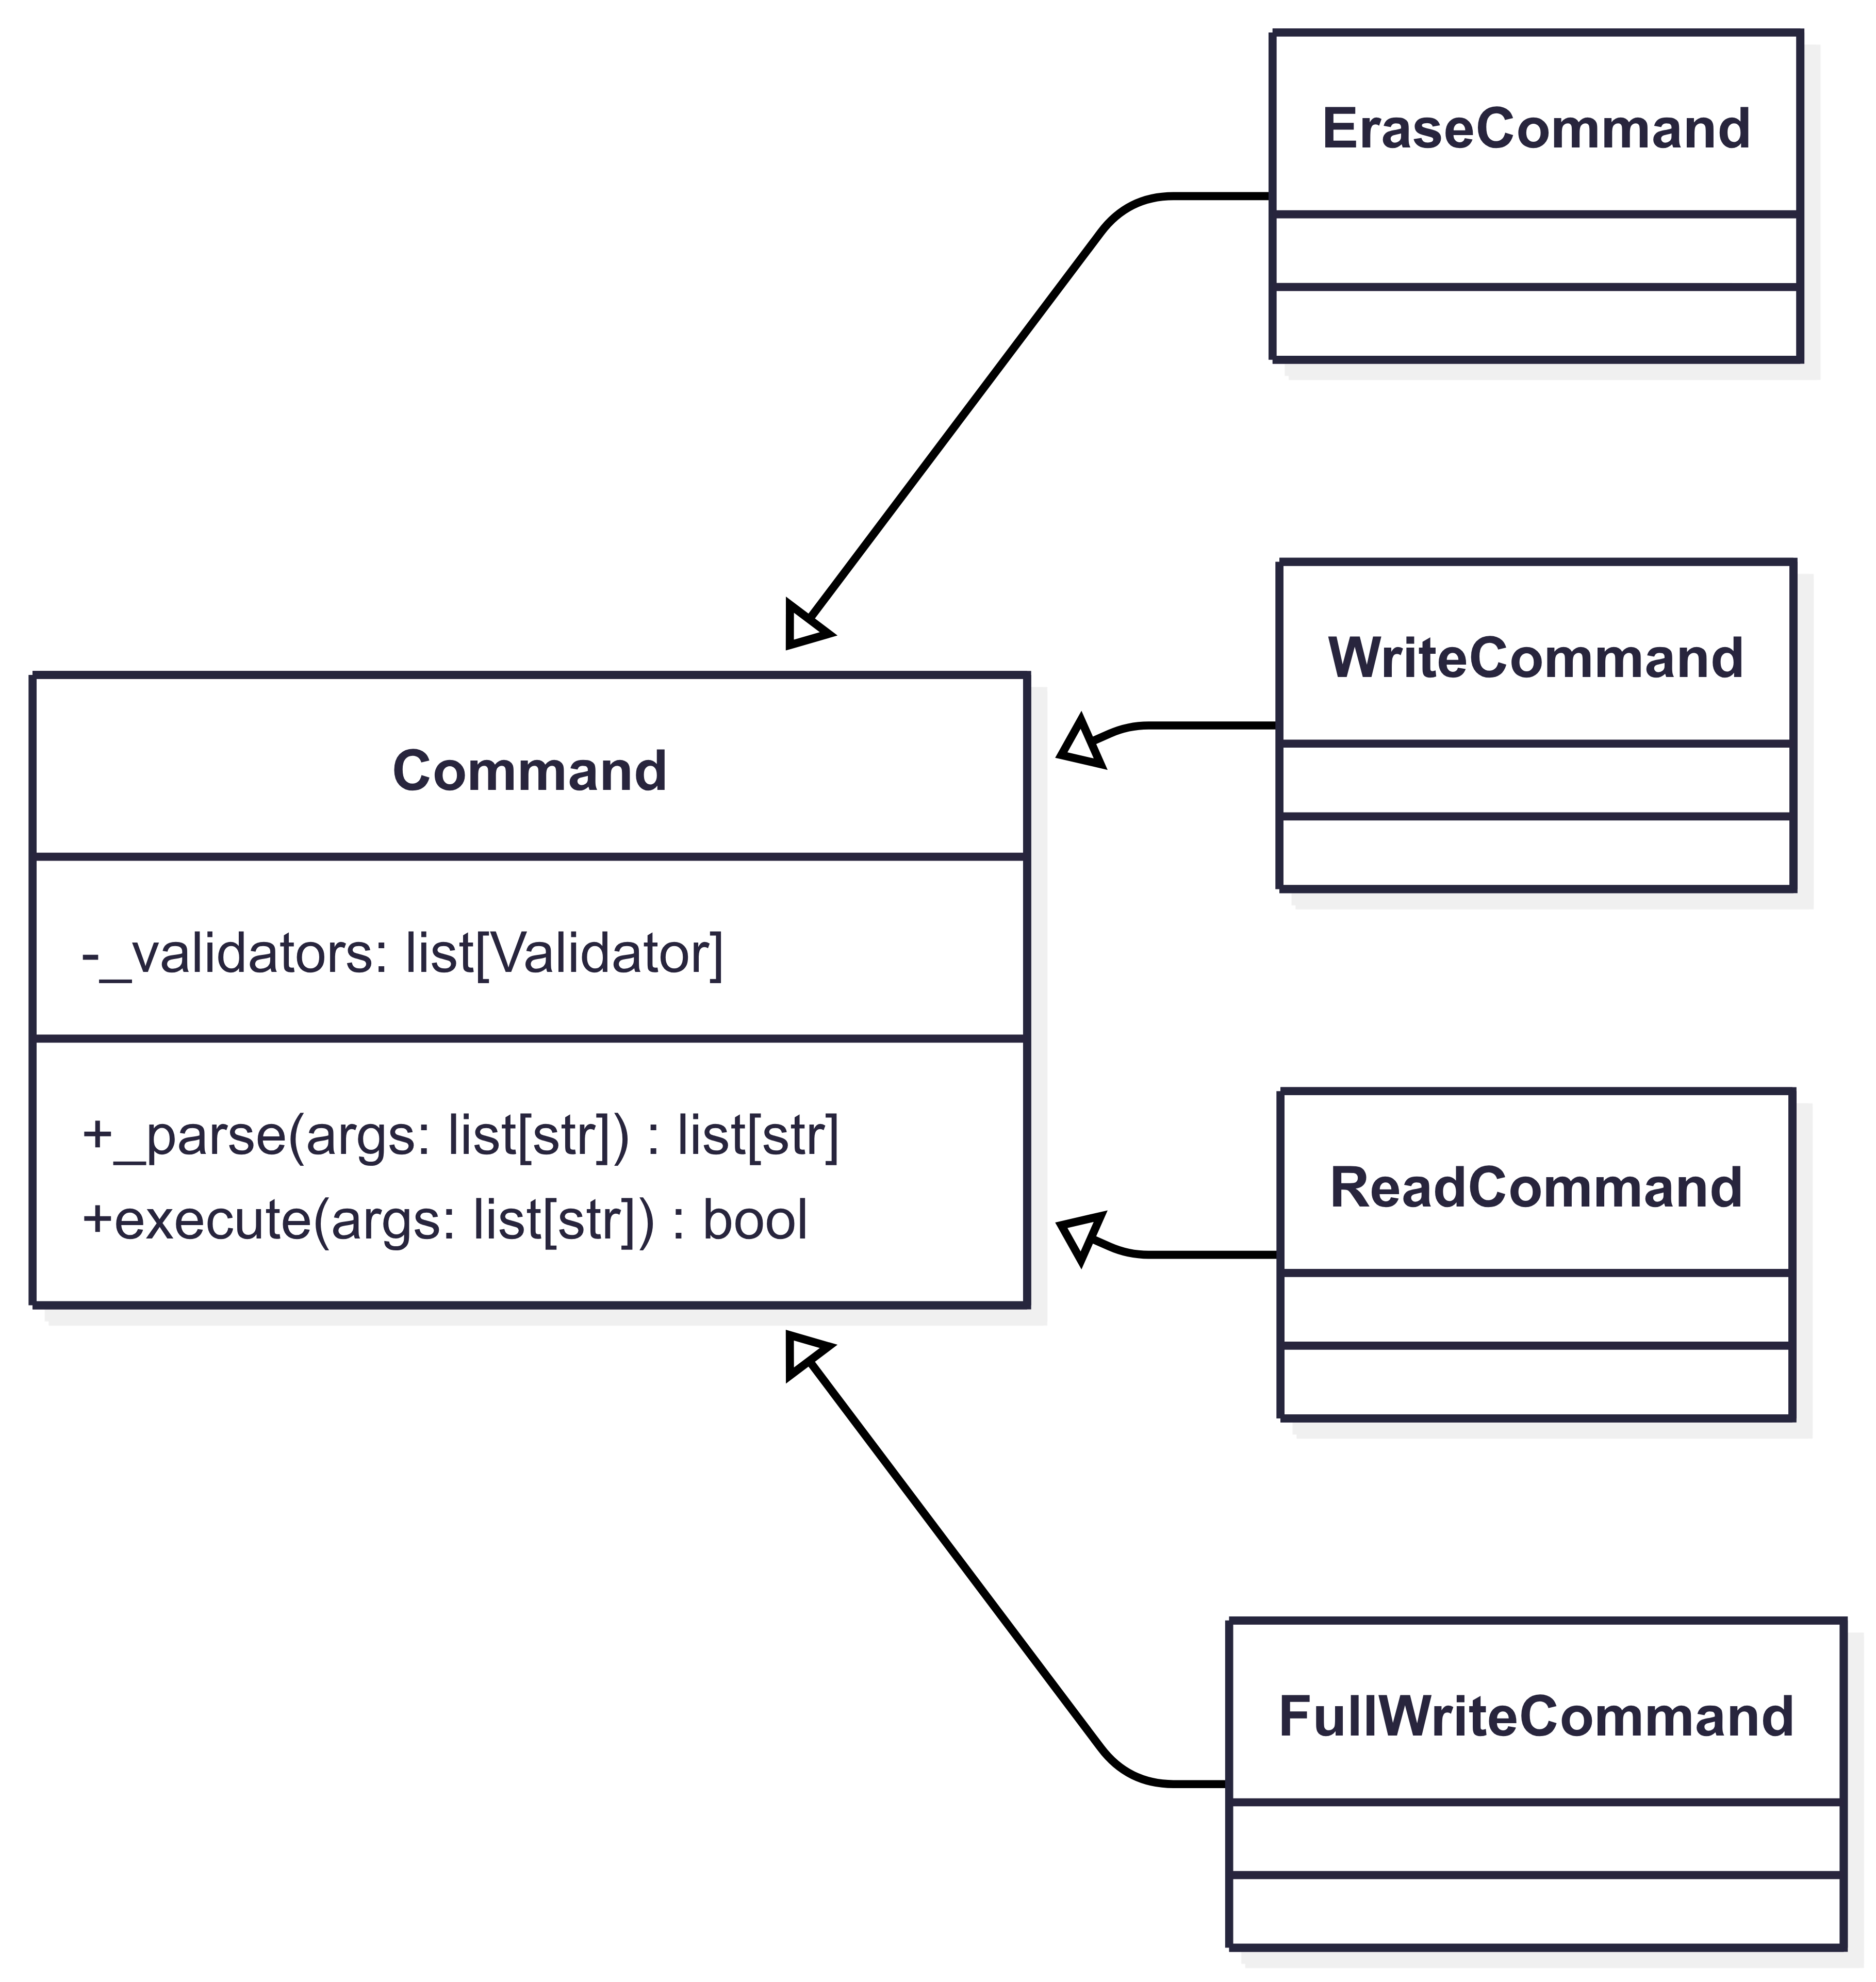 EraseCommand
WriteCommand
Command
-_validators: list[Validator]
+_parse(args: list[str]) : list[str]
+execute(args: list[str]) : bool
ReadCommand
FullWriteCommand